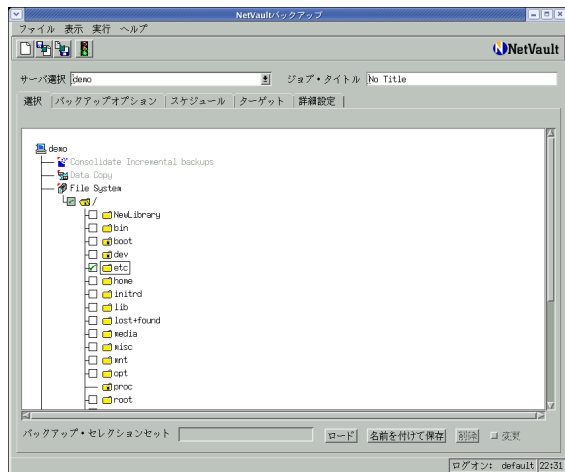 NetVaultバックアップ
ファイル 表示 実行 ヘルプ
NetVault
サーバ選択 demo ジョブ・タイトル No Title
選択 バックアップオプション スケジュール ターゲット 詳細設定
demo
Consolidate Incremental backups
Data Copy
File System
/
NewLibrary
bin
boot
dev
etc
home
initrd
lib
lost+found
media
misc
mnt
opt
proc
root
バックアップ・セレクションセット ロード 名前を付けて保存 削除 変更
ログオン: default 22:31